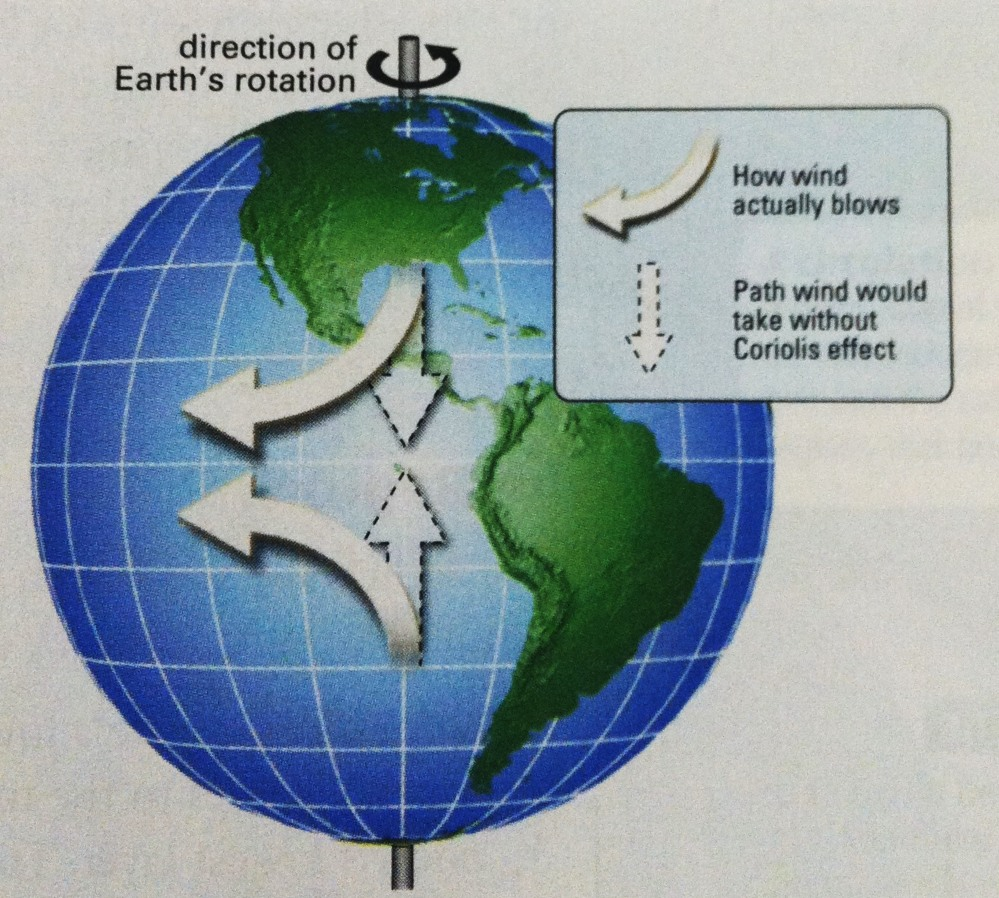 direction of
Earth's rotation
How wind
actually blows
Path wind would
take without
Coriolis effect